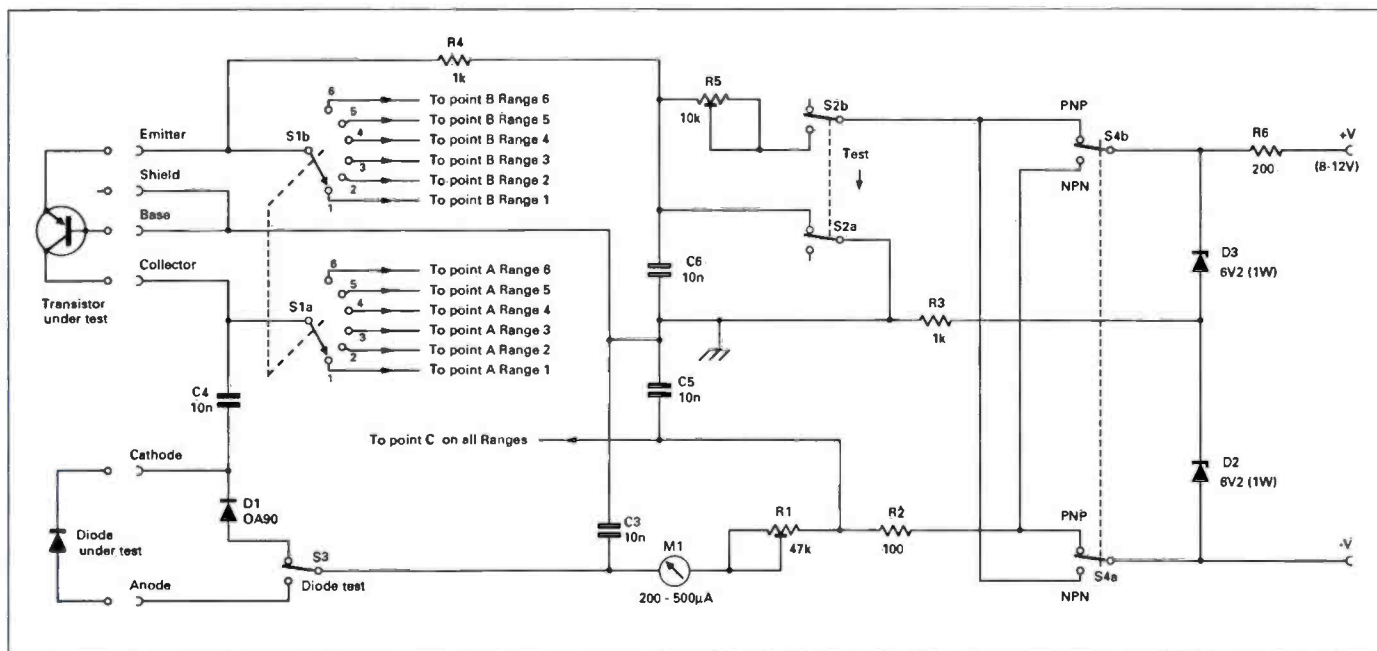 R4
1k
R5
10k
S2b
PNP
S4b
R6
200
+V
(8-12V)
NPN
Emitter
Shield
Base
Collector
Transistor
under test
S1b
6
5
4
3
2
1
To point B Range 6
To point B Range 5
To point B Range 4
To point B Range 3
To point B Range 2
To point B Range 1
Test
S2a
C6
10n
R3
1k
D3
6V2 (1W)
S1a
6
5
4
3
2
1
To point A Range 6
To point A Range 5
To point A Range 4
To point A Range 3
To point A Range 2
To point A Range 1
C4
10n
C5
10n
To point C on all Ranges
Cathode
D1
OA90
Diode
under test
Anode
S3
Diode test
C3
10n
M1
200 - 500µA
R1
47k
R2
100
PNP
S4a
NPN
D2
6V2 (1W)
-V